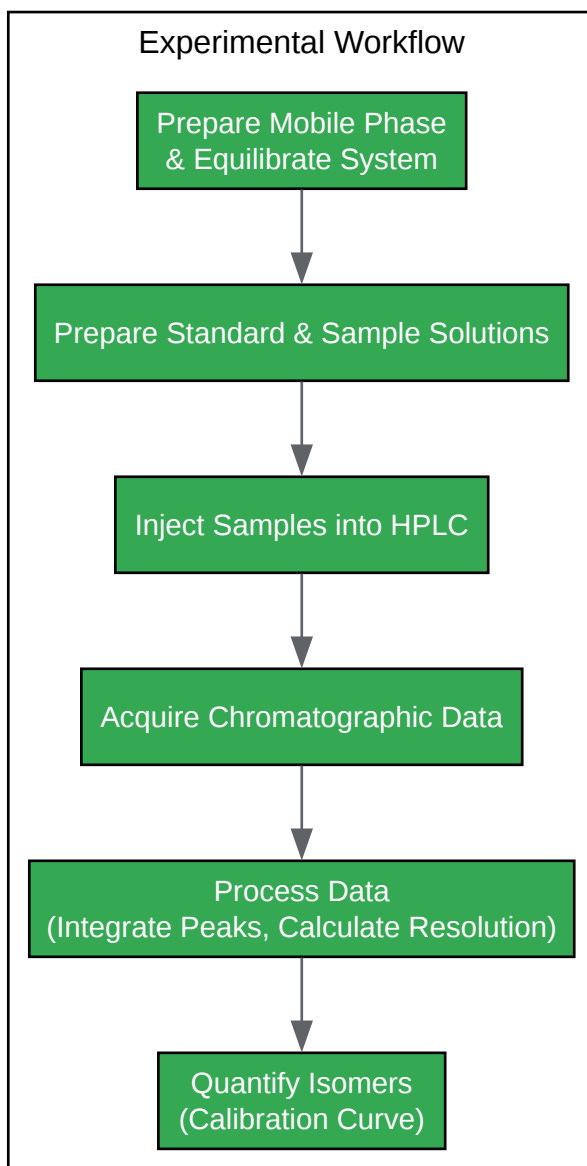 Experimental Workflow
Prepare Mobile Phase
& Equilibrate System
Prepare Standard & Sample Solutions
Inject Samples into HPLC
Acquire Chromatographic Data
Process Data
(Integrate Peaks, Calculate Resolution)
Quantify Isomers
(Calibration Curve)